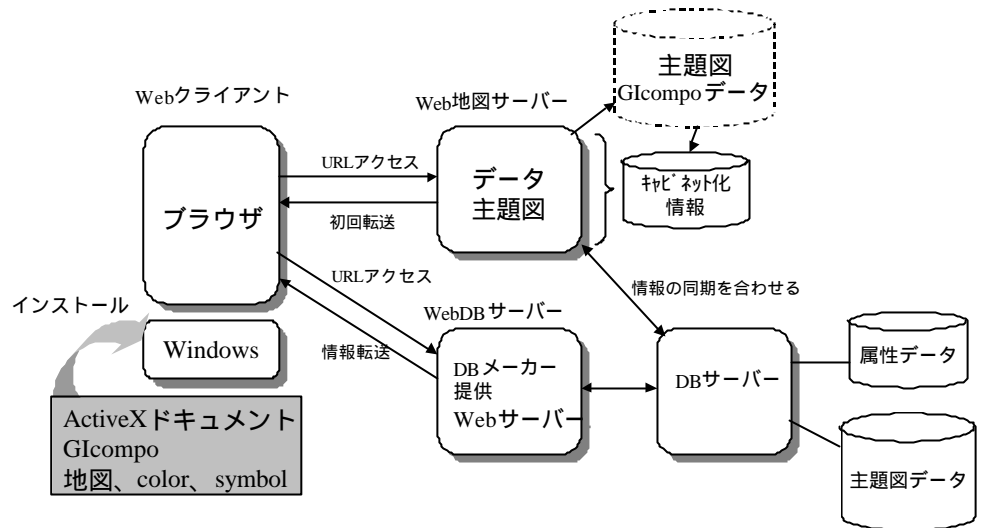 主題図
GIcompoデータ
Webクライアント
Web地図サーバー
URLアクセス
データ
主題図
ｷｬﾋﾞﾈｯﾄ化
情報
ブラウザ
初回転送
URLアクセス
情報の同期を合わせる
インストール
WebDBサーバー
Windows
情報転送
DBメーカー
提供
Webサーバー
DBサーバー
属性データ
ActiveXドキュメント
GIcompo
地図、color、symbol
主題図データ